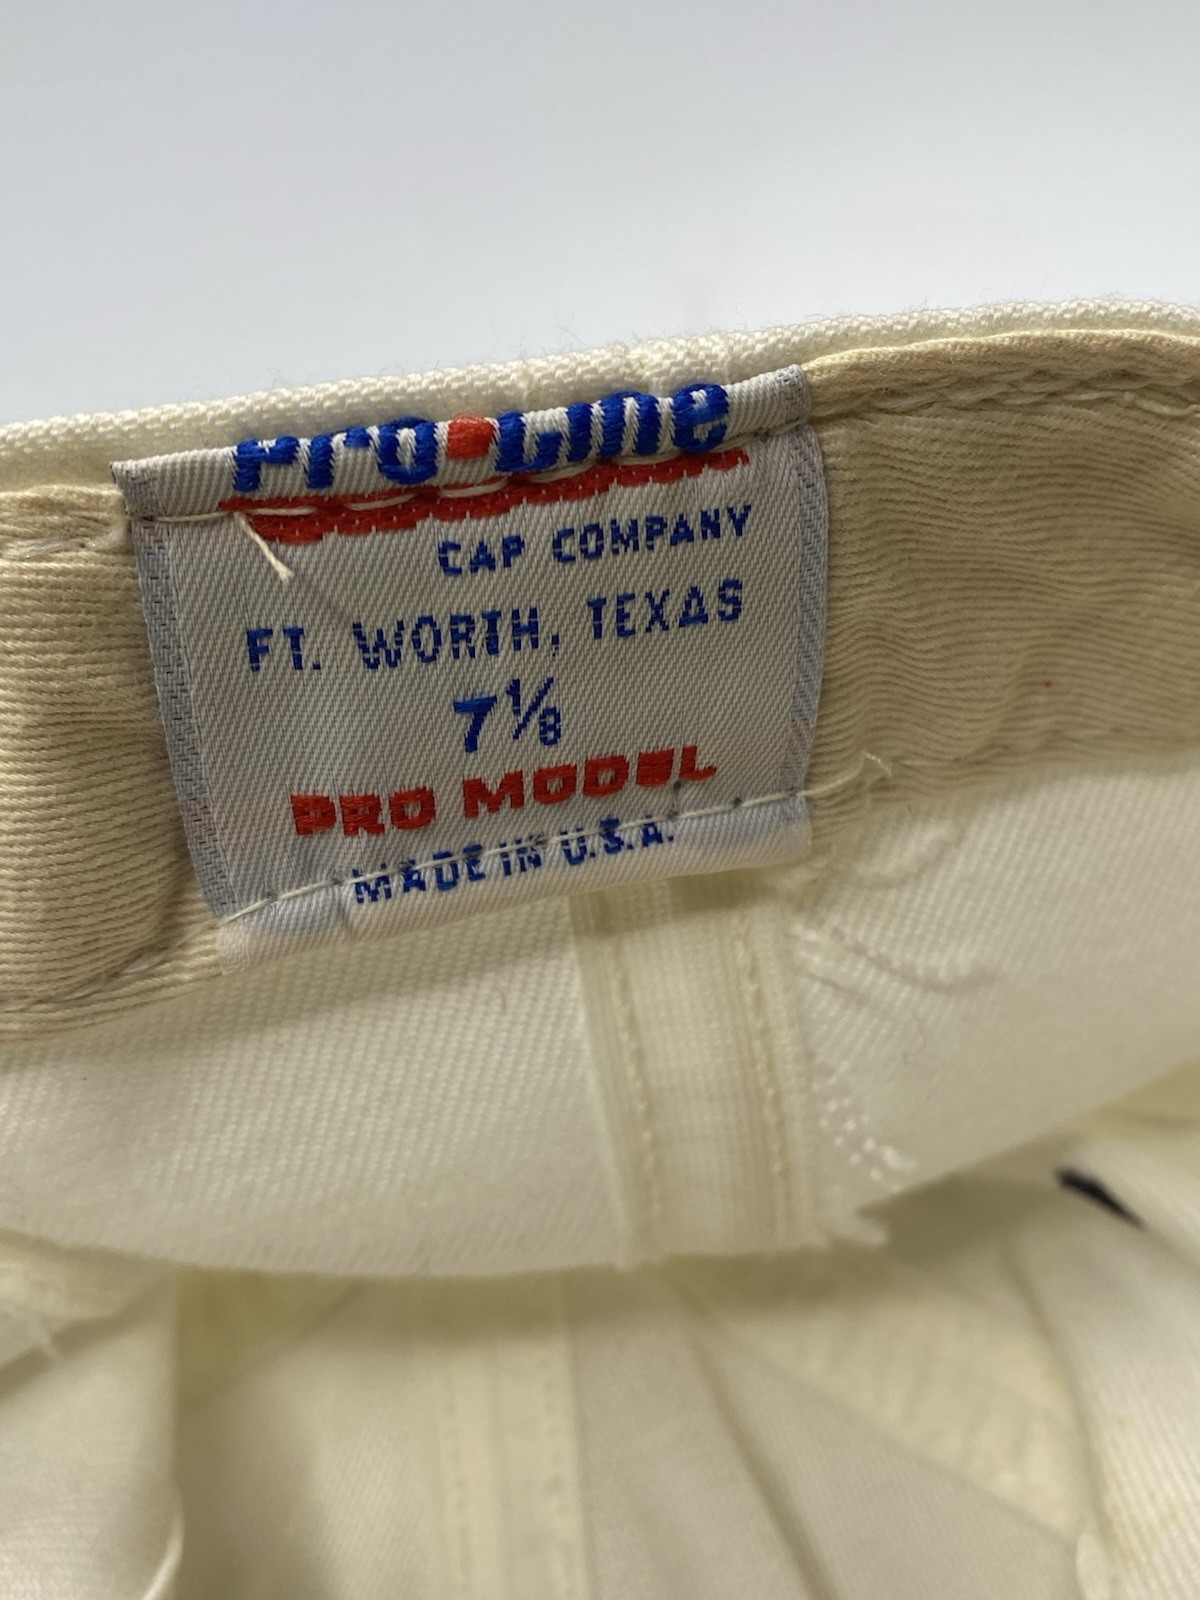 Pro•Line
CAP COMPANY
FT. WORTH, TEXAS
7⅛
PRO MODEL
MADE IN U.S.A.